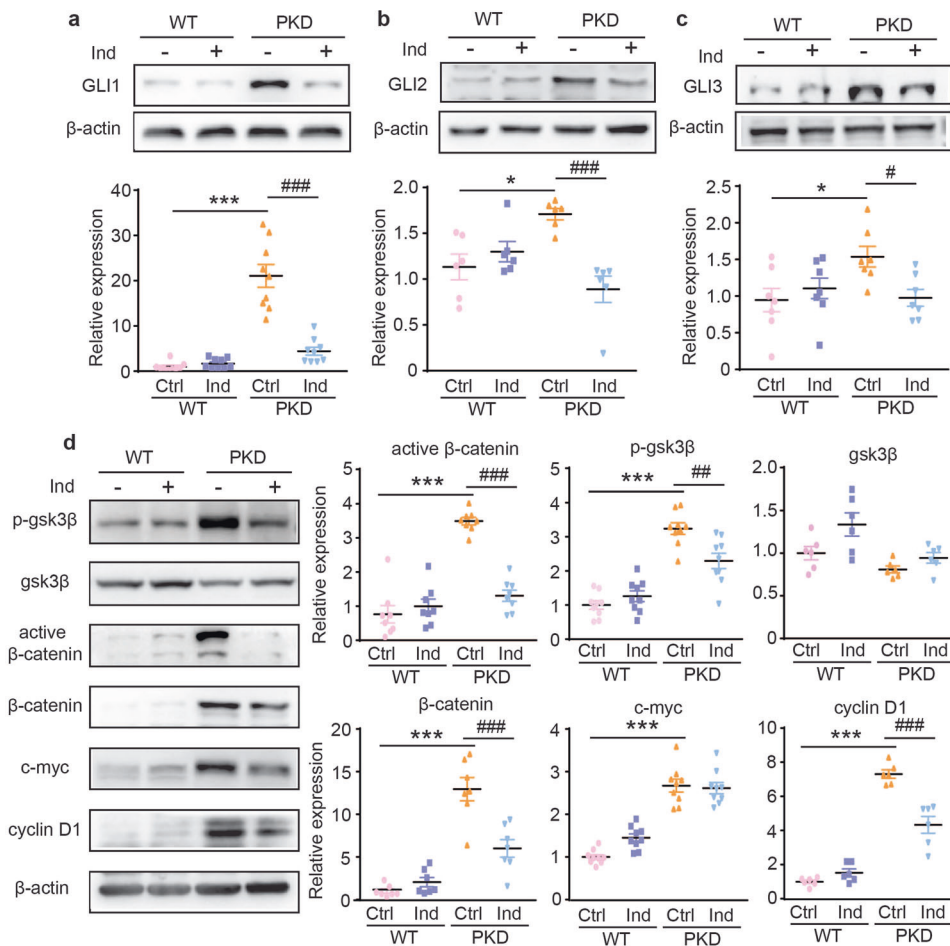 a
WT PKD
Ind - + - +
GLI1
β-actin
Relative expression
40
30
20
10
0
***
###
Ctrl Ind Ctrl Ind
WT PKD
b
WT PKD
Ind - + - +
GLI2
β-actin
Relative expression
2.0
1.5
1.0
0.5
0.0
*
###
Ctrl Ind Ctrl Ind
WT PKD
c
WT PKD
Ind - + - +
GLI3
β-actin
Relative expression
2.5
2.0
1.5
1.0
0.5
0.0
*
#
Ctrl Ind Ctrl Ind
WT PKD
d
WT PKD
Ind - + - +
p-gsk3β
gsk3β
active
β-catenin
β-catenin
c-myc
cyclin D1
β-actin
active β-catenin
Relative expression
5
4
3
2
1
0
***
###
Ctrl Ind Ctrl Ind
WT PKD
p-gsk3β
5
4
3
2
1
0
***
##
Ctrl Ind Ctrl Ind
WT PKD
gsk3β
2.0
1.5
1.0
0.5
0.0
Ctrl Ind Ctrl Ind
WT PKD
β-catenin
Relative expression
20
15
10
5
0
***
###
Ctrl Ind Ctrl Ind
WT PKD
c-myc
4
3
2
1
0
***
Ctrl Ind Ctrl Ind
WT PKD
cyclin D1
10
8
6
4
2
0
***
###
Ctrl Ind Ctrl Ind
WT PKD